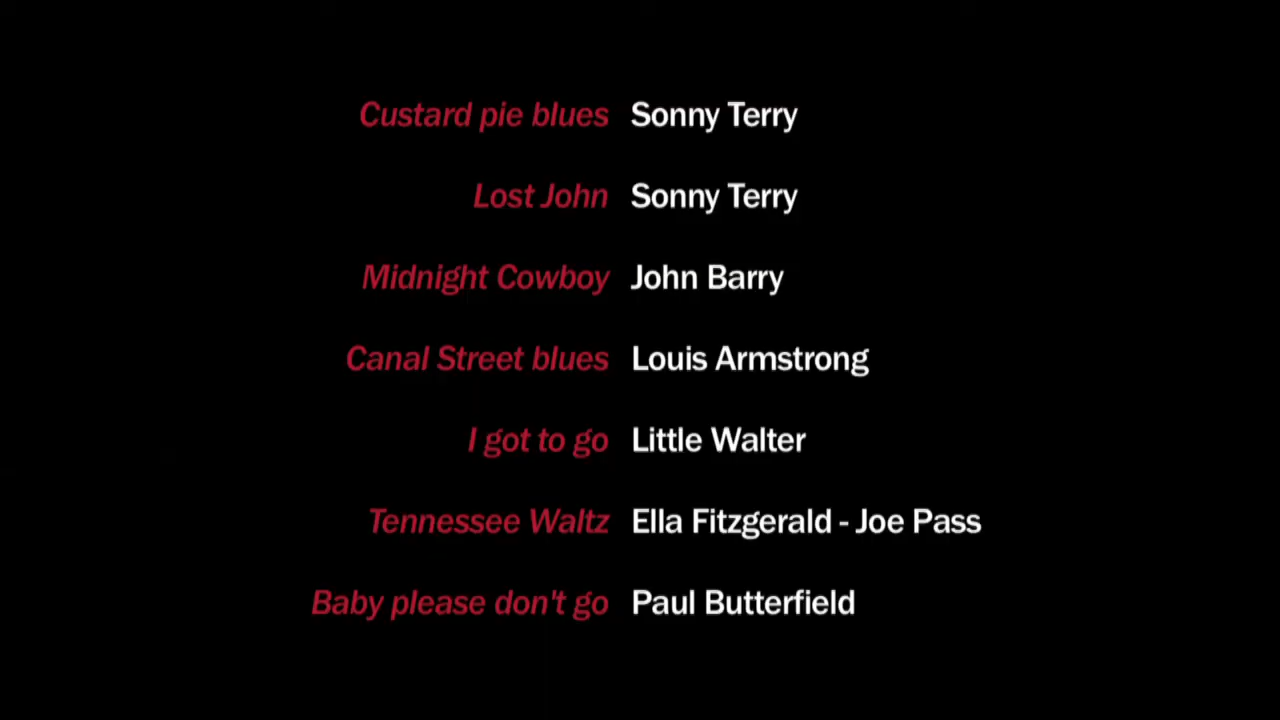 Custard pie blues Sonny Terry
Lost John Sonny Terry
Midnight Cowboy John Barry
Canal Street blues Louis Armstrong
I got to go Little Walter
Tennessee Waltz Ella Fitzgerald - Joe Pass
Baby please don't go Paul Butterfield